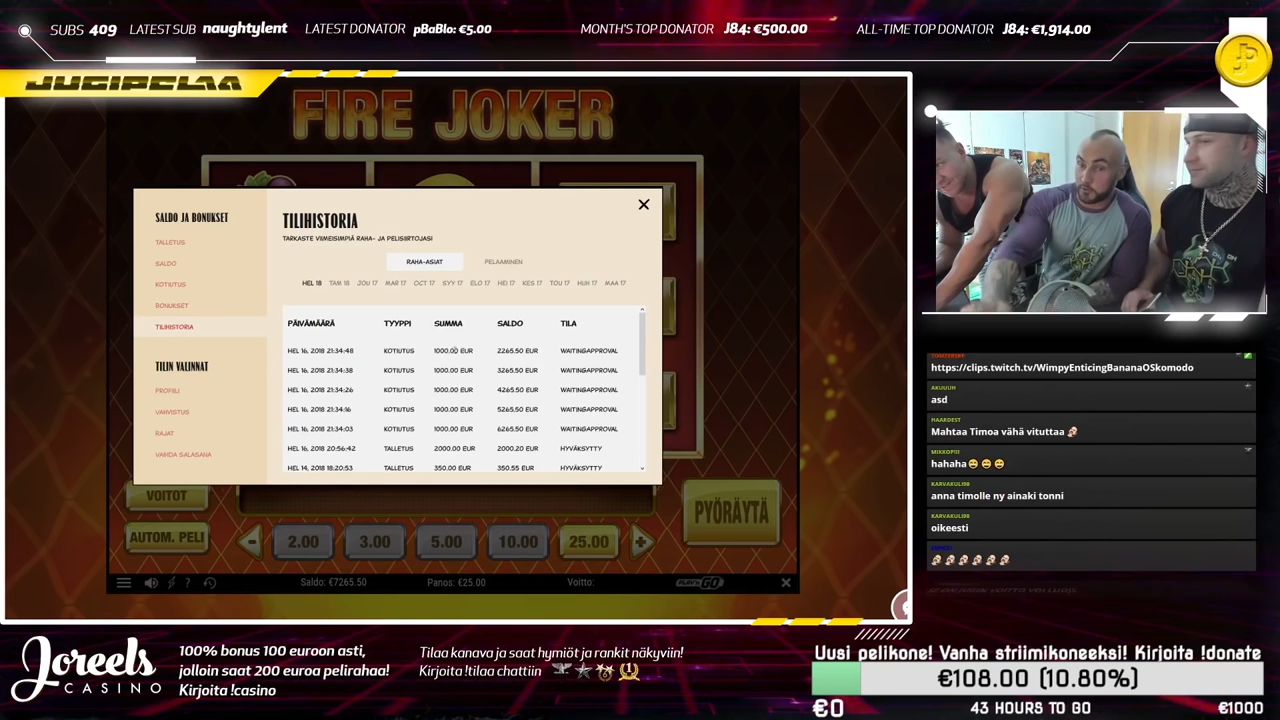 SUBS 409 LATEST SUB naughtylent LATEST DONATOR pBaBlo: €5.00 MONTH'S TOP DONATOR J84: €500.00 ALL-TIME TOP DONATOR J84: €1,914.00
JUGIPELAA
FIRE JOKER
SALDO JA BONUKSET
TALLETUS
SALDO
KOTIUTUS
BONUKSET
TILIHISTORIA
TILIN VALINNAT
PROFIILI
VAHVISTUS
RAJAT
VAIHDA SALASANA
TILIHISTORIA
TARKASTE VIIMEISIMPIÄ RAHA- JA PELISIIRTOJASI
RAHA-ASIAT PELAAMINEN
HEL 18 TAM 18 JOU 17 MAR 17 OCT 17 SYY 17 ELO 17 HEI 17 KES 17 TOU 17 HUH 17 MAA 17
PÄIVÄMÄÄRÄ TYYPPI SUMMA SALDO TILA
HEL 16, 2018 21:34:48 KOTIUTUS 1000.00 EUR 2265.50 EUR WAITINGAPPROVAL
HEL 16, 2018 21:34:38 KOTIUTUS 1000.00 EUR 3265.50 EUR WAITINGAPPROVAL
HEL 16, 2018 21:34:26 KOTIUTUS 1000.00 EUR 4265.50 EUR WAITINGAPPROVAL
HEL 16, 2018 21:34:16 KOTIUTUS 1000.00 EUR 5265.50 EUR WAITINGAPPROVAL
HEL 16, 2018 21:34:03 KOTIUTUS 1000.00 EUR 6265.50 EUR WAITINGAPPROVAL
HEL 16, 2018 20:56:42 TALLETUS 2000.00 EUR 2000.20 EUR HYVÄKSYTTY
HEL 14, 2018 18:20:53 TALLETUS 350.00 EUR 350.55 EUR HYVÄKSYTTY
VOITOT
AUTOM. PELI
- 2.00 3.00 5.00 10.00 25.00 +
PYÖRÄYTÄ
? Saldo: €7265.50 Panos: €25.00 Voitto: PLAY'N GO
https://clips.twitch.tv/WimpyEnticingBananaOSkomodo
AKUUUH
asd
HAARDEST
Mahtaa Timoa vähä vituttaa
MIKKOPIII
hahaha
KARVAKULI98
anna timolle ny ainaki tonni
KARVAKULI98
oikeesti
Joreels
CASINO
100% bonus 100 euroon asti,
jolloin saat 200 euroa pelirahaa!
Kirjoita !casino
Tilaa kanava ja saat hymiöt ja rankit näkyviin!
Kirjoita !tilaa chattiin
Uusi pelikone! Vanha striimikoneeksi! Kirjoita !donate
€108.00 (10.80%)
€0 43 HOURS TO GO €1000